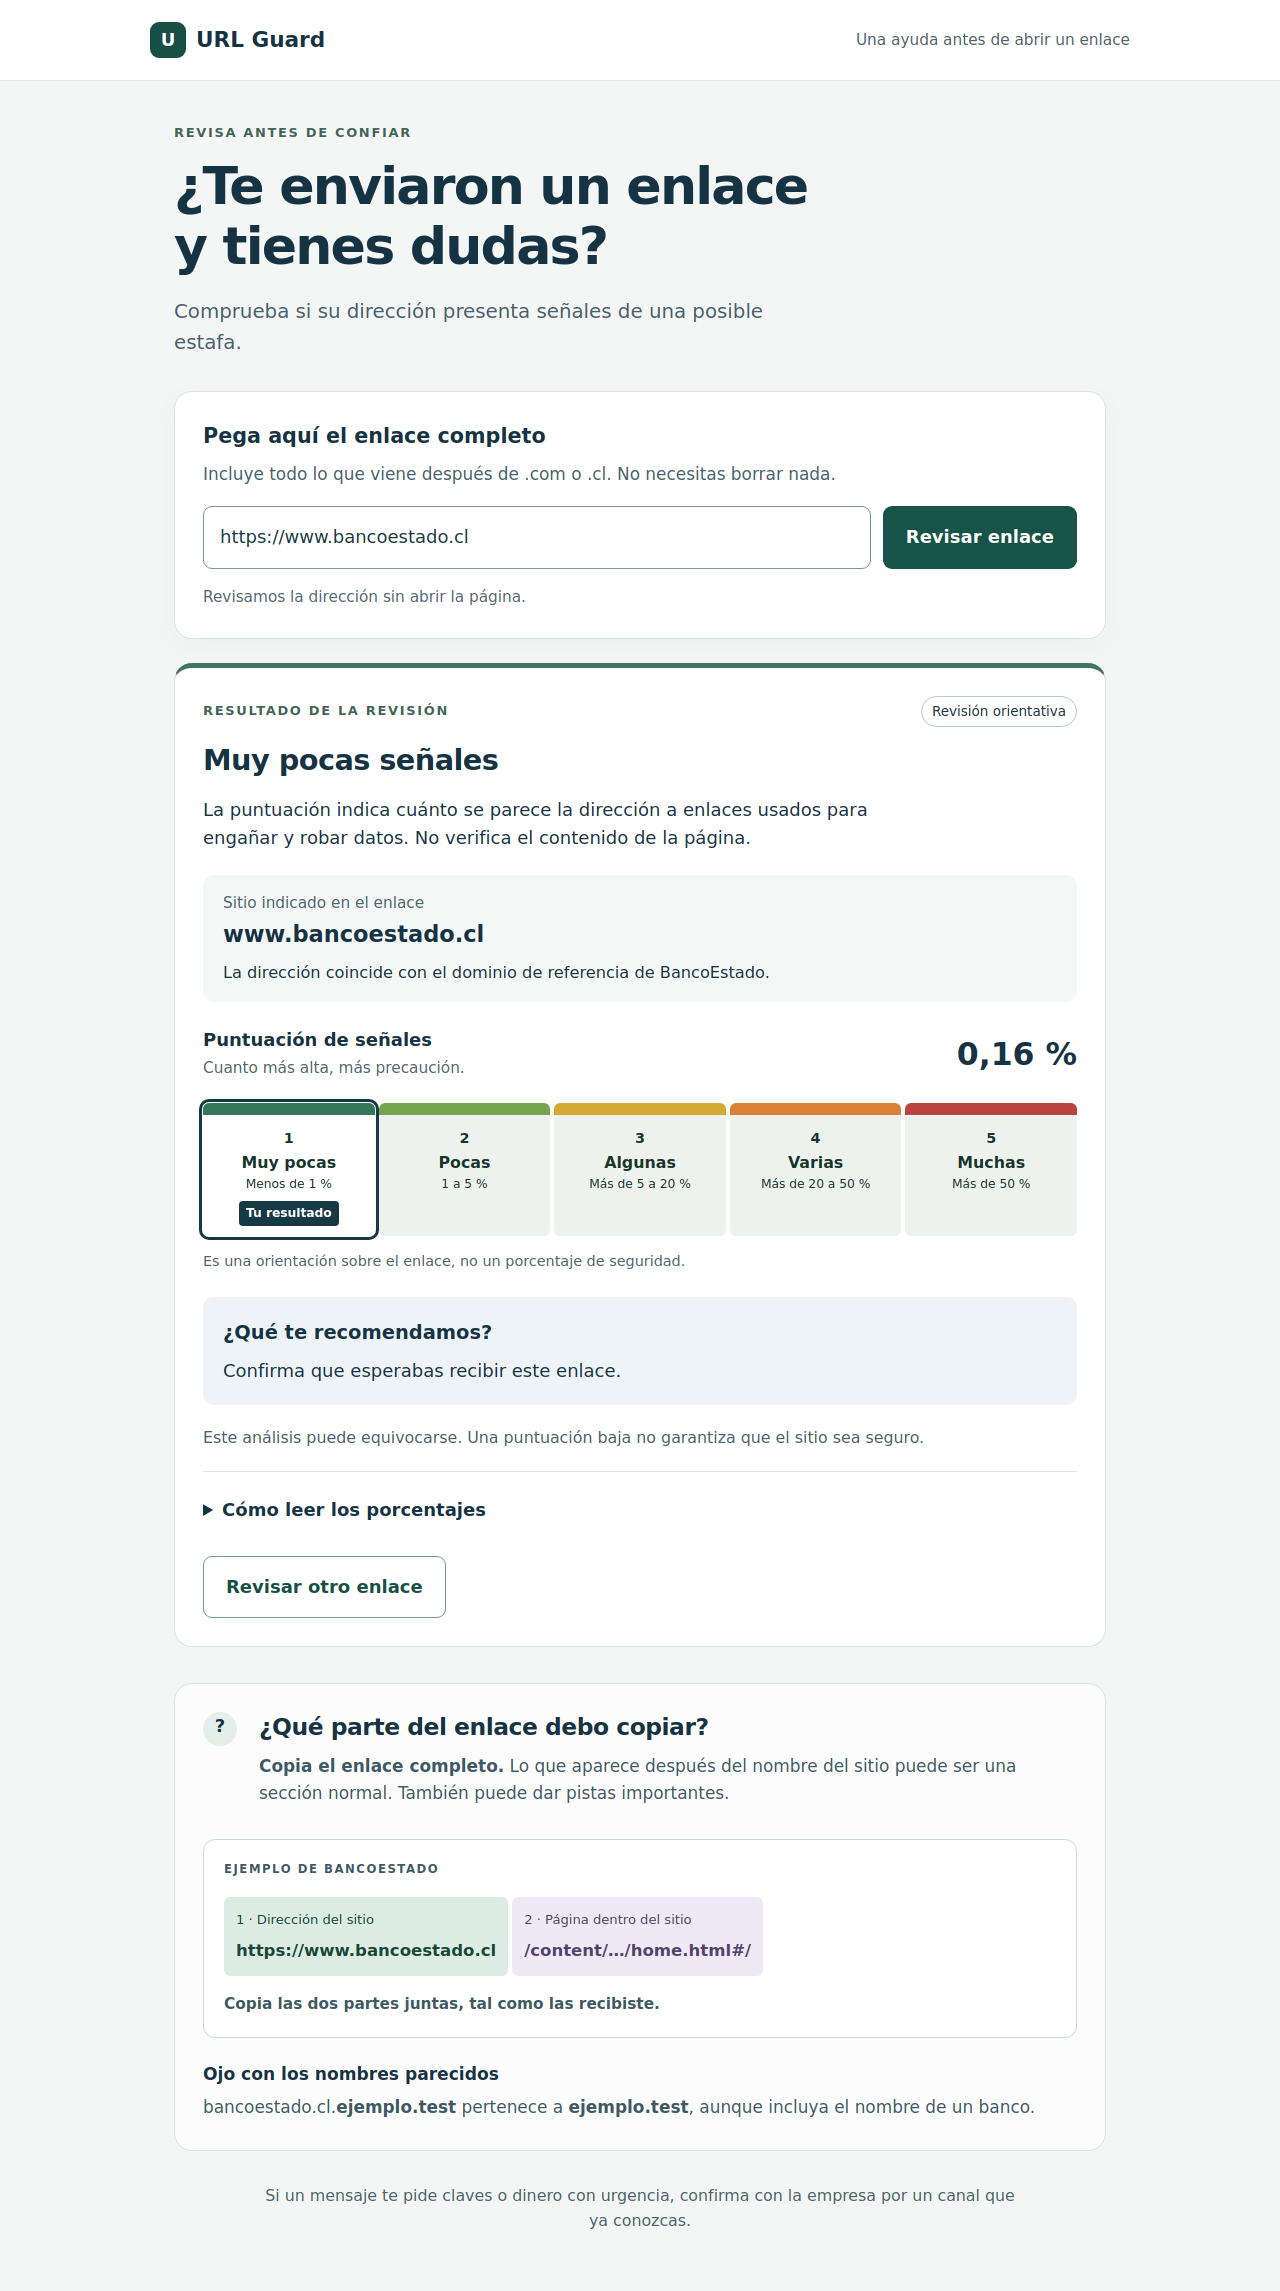 U
URL Guard
Una ayuda antes de abrir un enlace
REVISA ANTES DE CONFIAR
¿Te enviaron un enlace
y tienes dudas?
Comprueba si su dirección presenta señales de una posible
estafa.
Pega aquí el enlace completo
Incluye todo lo que viene después de .com o .cl. No necesitas borrar nada.
https://www.bancoestado.cl
Revisar enlace
Revisamos la dirección sin abrir la página.
RESULTADO DE LA REVISIÓN
Revisión orientativa
Muy pocas señales
La puntuación indica cuánto se parece la dirección a enlaces usados para
engañar y robar datos. No verifica el contenido de la página.
Sitio indicado en el enlace
www.bancoestado.cl
La dirección coincide con el dominio de referencia de BancoEstado.
Puntuación de señales
Cuanto más alta, más precaución.
0,16 %
1
Muy pocas
Menos de 1 %
Tu resultado
2
Pocas
1 a 5 %
3
Algunas
Más de 5 a 20 %
4
Varias
Más de 20 a 50 %
5
Muchas
Más de 50 %
Es una orientación sobre el enlace, no un porcentaje de seguridad.
¿Qué te recomendamos?
Confirma que esperabas recibir este enlace.
Este análisis puede equivocarse. Una puntuación baja no garantiza que el sitio sea seguro.
Cómo leer los porcentajes
Revisar otro enlace
?
¿Qué parte del enlace debo copiar?
Copia el enlace completo. Lo que aparece después del nombre del sitio puede ser una
sección normal. También puede dar pistas importantes.
EJEMPLO DE BANCOESTADO
1 · Dirección del sitio
https://www.bancoestado.cl
2 · Página dentro del sitio
/content/…/home.html#/
Copia las dos partes juntas, tal como las recibiste.
Ojo con los nombres parecidos
bancoestado.cl.ejemplo.test pertenece a ejemplo.test, aunque incluya el nombre de un banco.
Si un mensaje te pide claves o dinero con urgencia, confirma con la empresa por un canal que
ya conozcas.